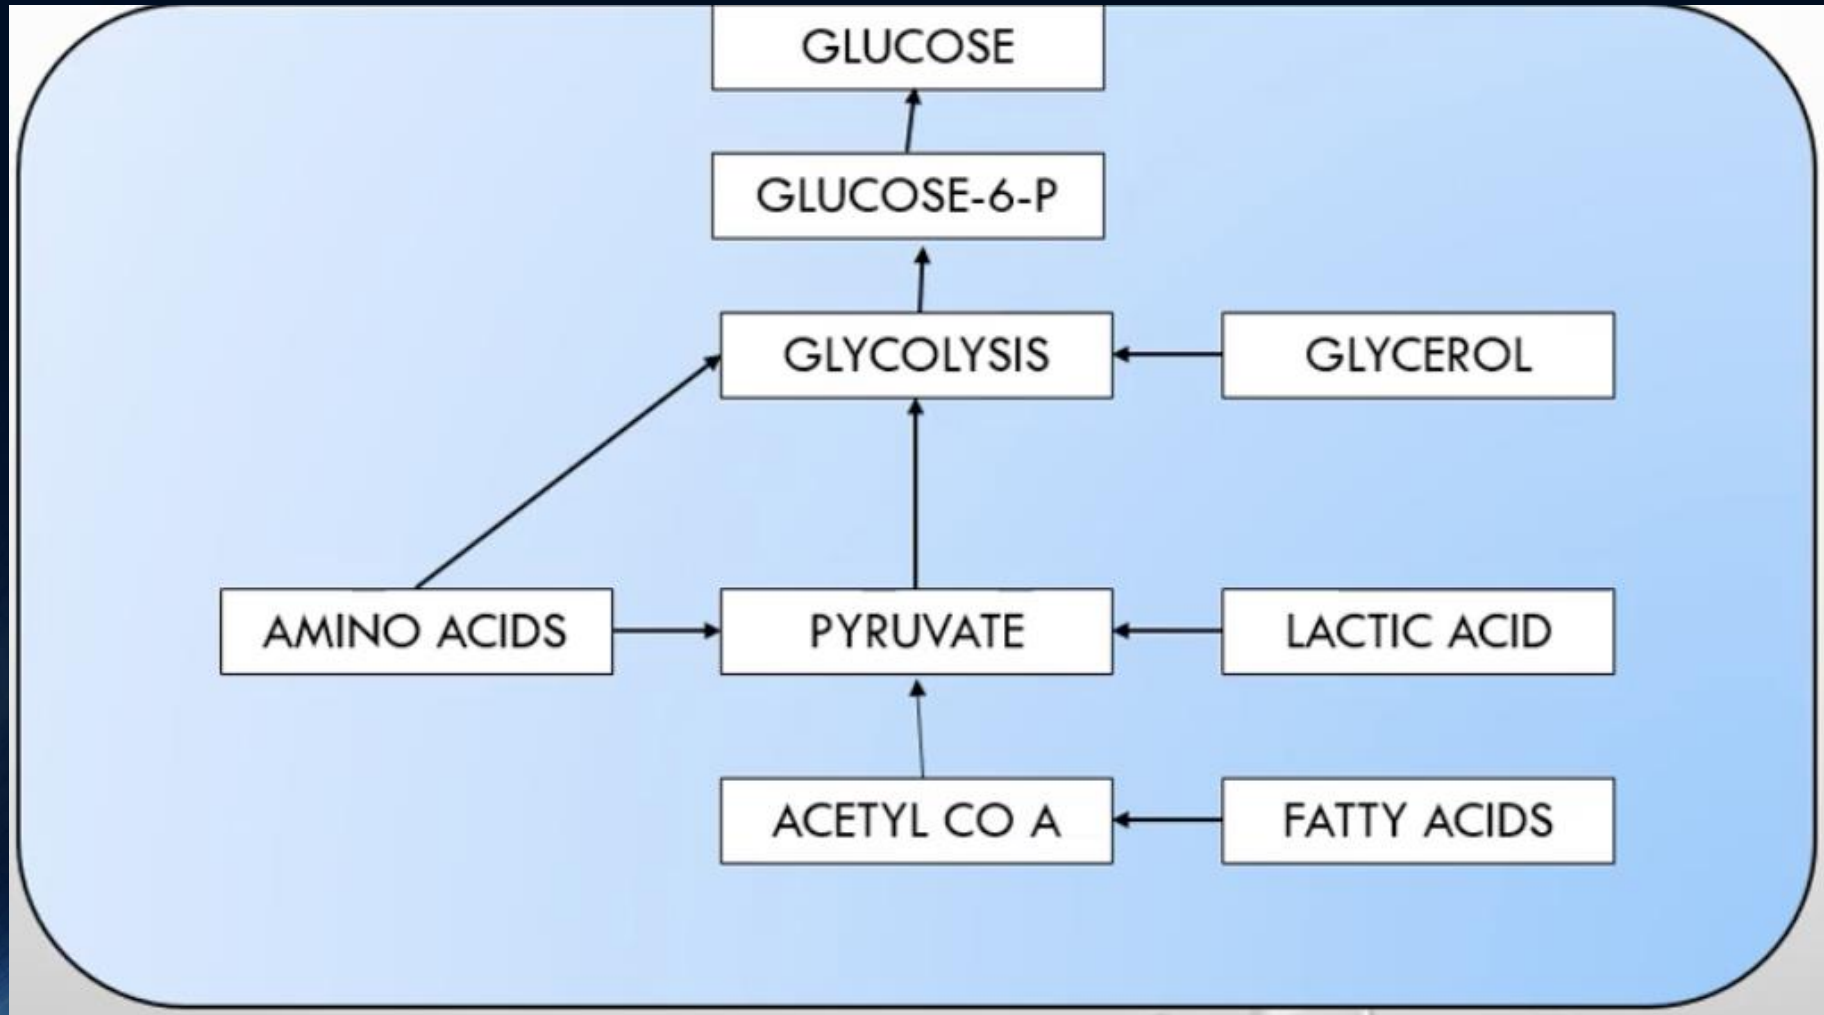 GLUCOSE
GLUCOSE-6-P
GLYCOLYSIS
GLYCEROL
AMINO ACIDS
PYRUVATE
LACTIC ACID
ACETYL CO A
FATTY ACIDS